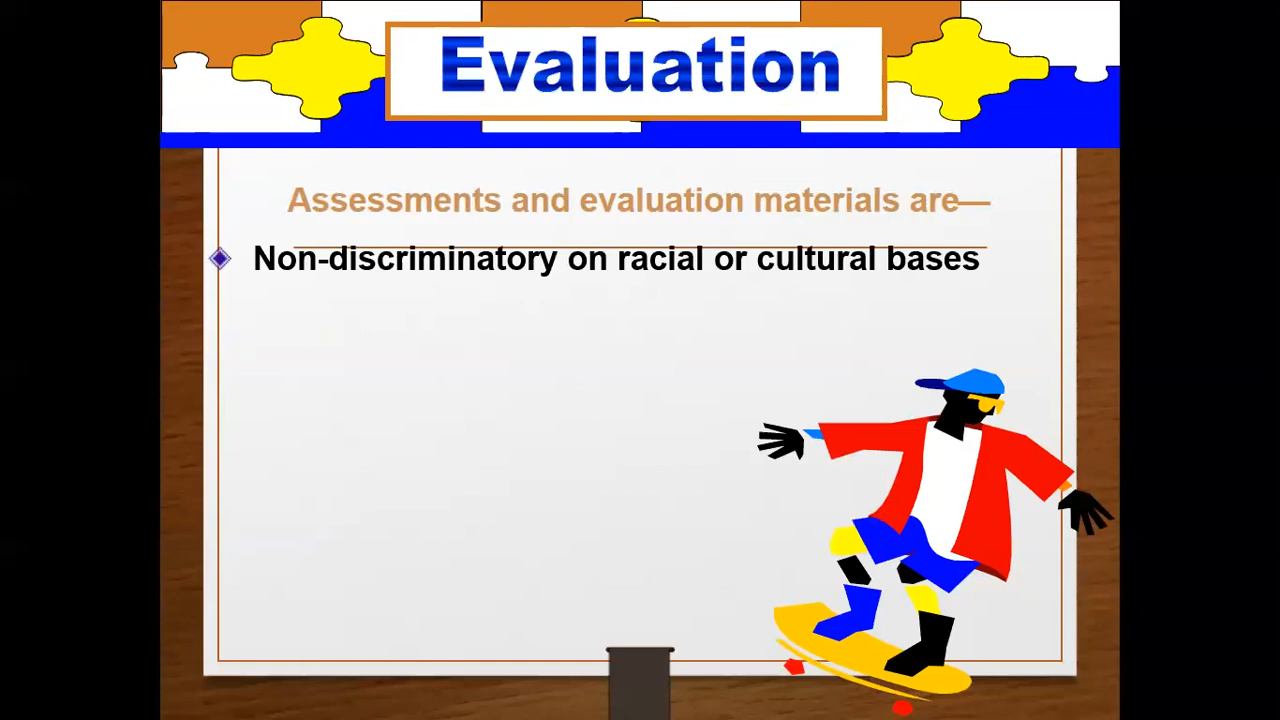 Evaluation
Assessments and evaluation materials are—
Non-discriminatory on racial or cultural bases